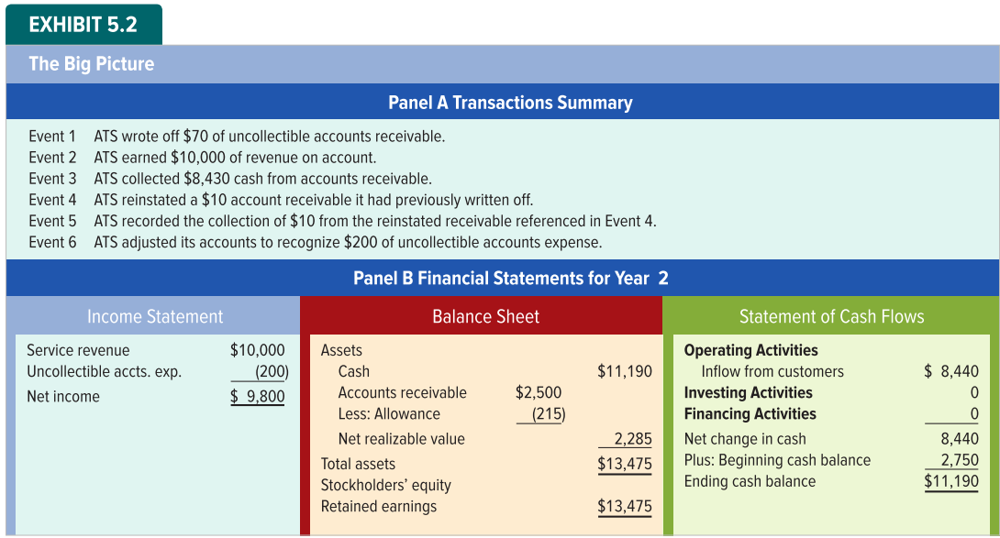 EXHIBIT 5.2
The Big Picture
Panel A Transactions Summary
Event 1 ATS wrote off $70 of uncollectible accounts receivable.
Event 2 ATS earned $10,000 of revenue on account.
Event 3 ATS collected $8,430 cash from accounts receivable.
Event 4 ATS reinstated a $10 account receivable it had previously written off.
Event 5 ATS recorded the collection of $10 from the reinstated receivable referenced in Event 4.
Event 6 ATS adjusted its accounts to recognize $200 of uncollectible accounts expense.
Panel B Financial Statements for Year 2
Income Statement
Service revenue $10,000
Uncollectible accts. exp. (200)
Net income $ 9,800
Balance Sheet
Assets
Cash $11,190
Accounts receivable $2,500
Less: Allowance (215)
Net realizable value 2,285
Total assets $13,475
Stockholders' equity
Retained earnings $13,475
Statement of Cash Flows
Operating Activities
Inflow from customers $ 8,440
Investing Activities 0
Financing Activities 0
Net change in cash 8,440
Plus: Beginning cash balance 2,750
Ending cash balance $11,190